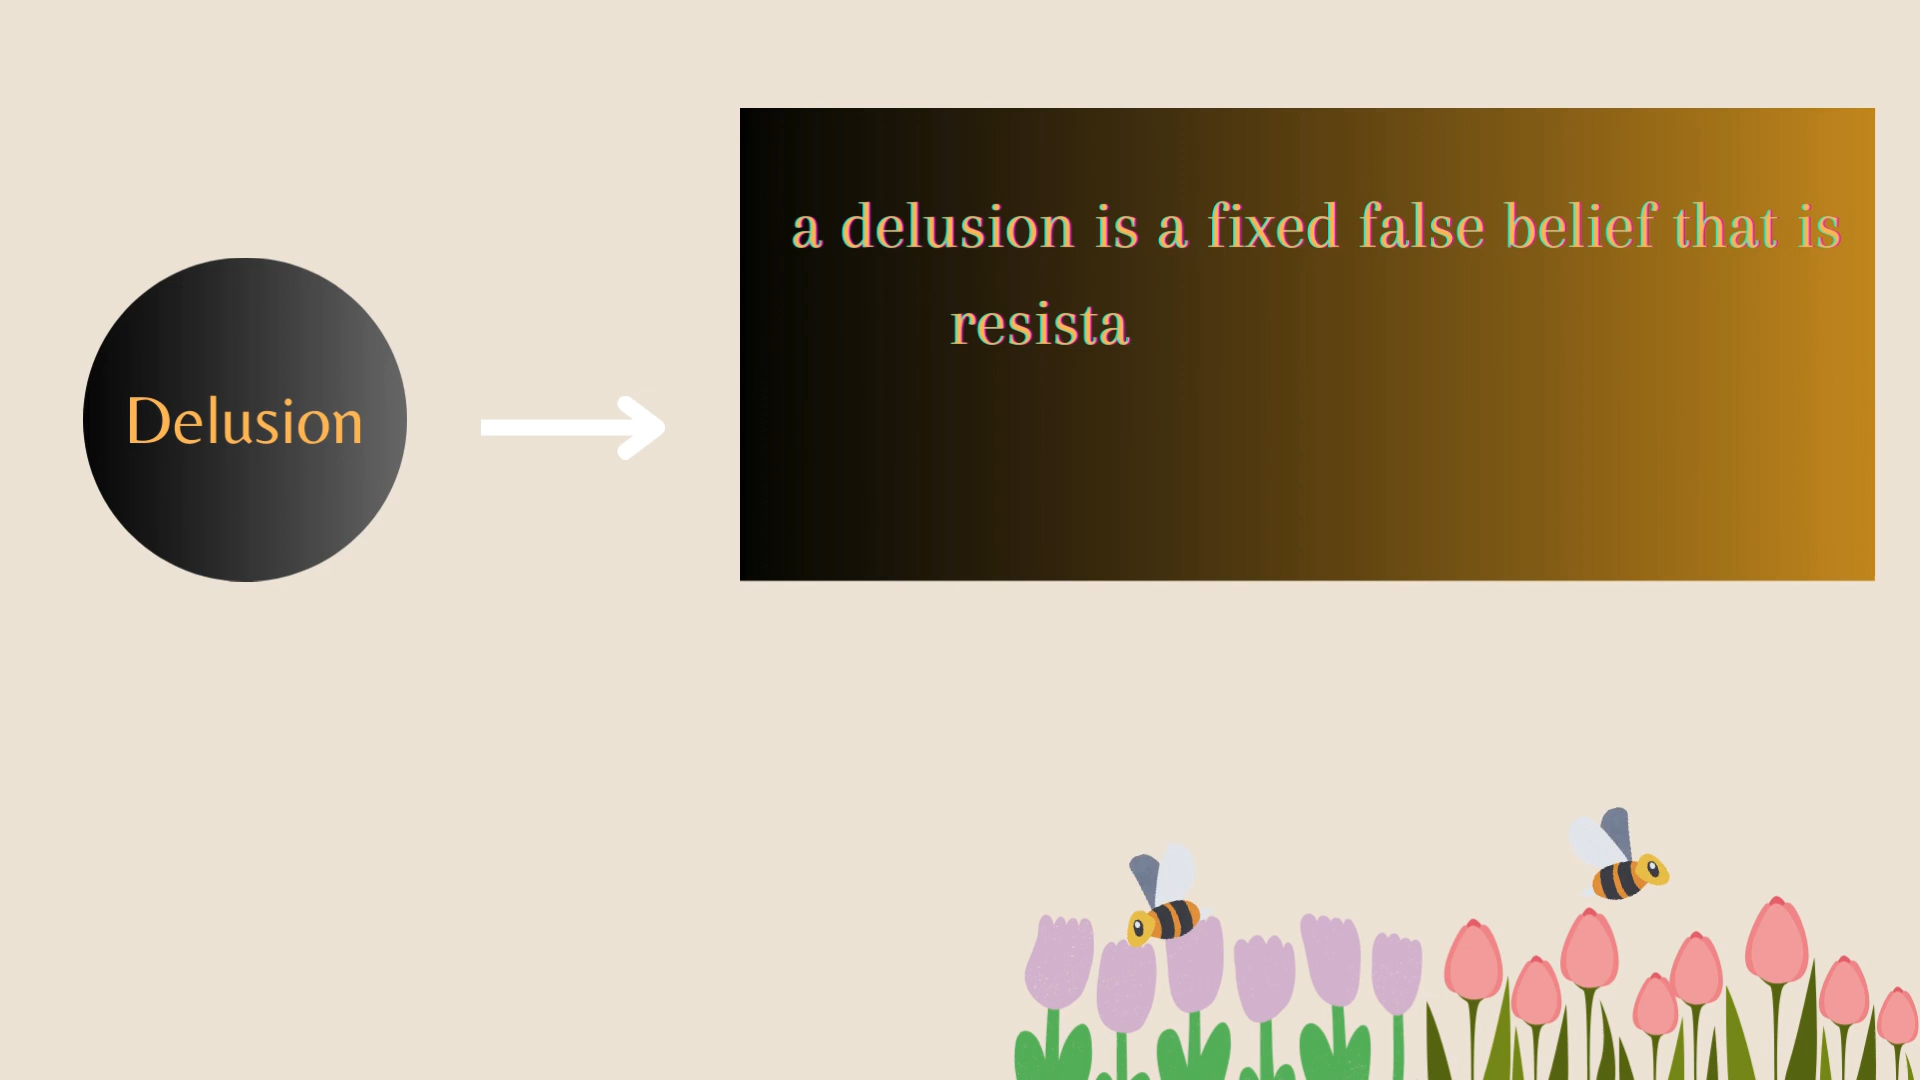 Delusion
a delusion is a fixed false belief that is
resista